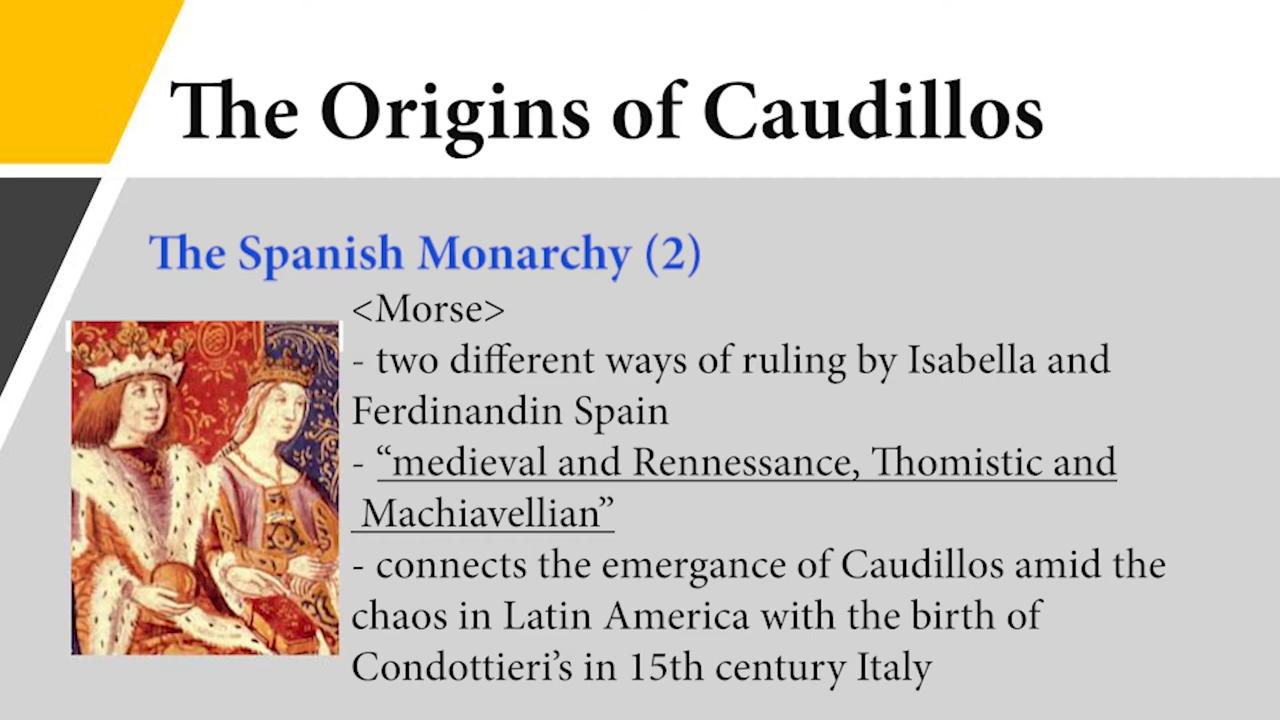 The Origins of Caudillos
The Spanish Monarchy (2)
<Morse>
- two different ways of ruling by Isabella and
Ferdinandin Spain
- “medieval and Rennessance, Thomistic and
Machiavellian”
- connects the emergance of Caudillos amid the
chaos in Latin America with the birth of
Condottieri’s in 15th century Italy